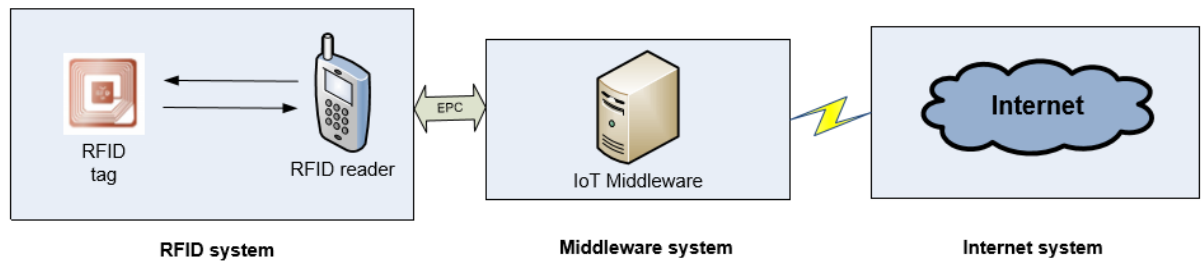 RFID
tag
RFID reader
EPC
IoT Middleware
Internet
RFID system
Middleware system
Internet system